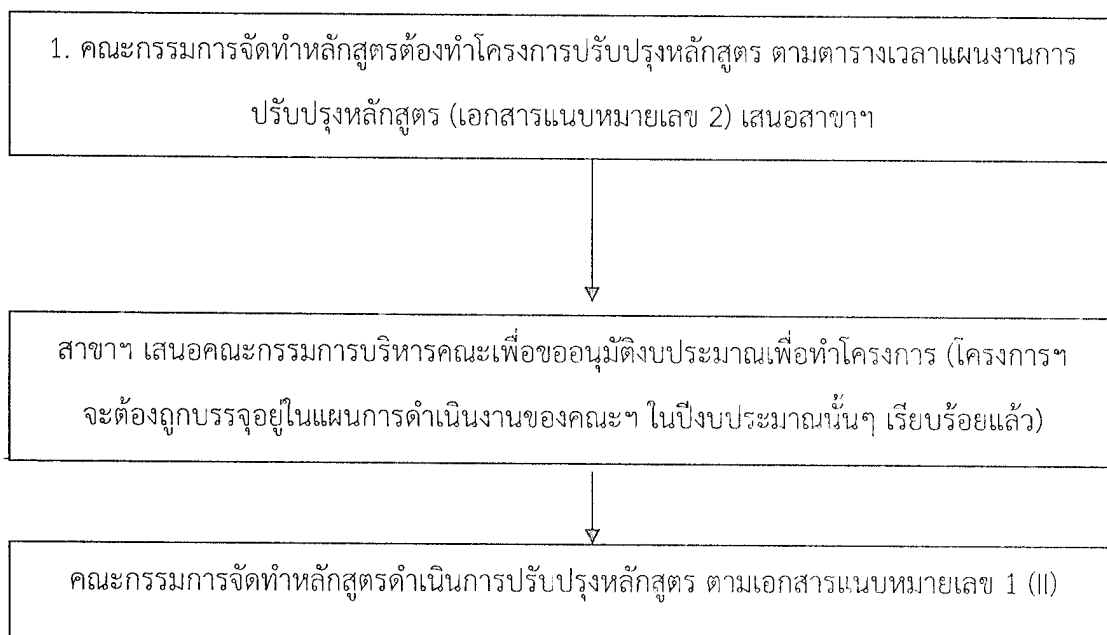 1. คณะกรรมการจัดทำหลักสูตรต้องทำโครงการปรับปรุงหลักสูตร ตามตารางเวลาแผนงานการ
ปรับปรุงหลักสูตร (เอกสารแนบหมายเลข 2) เสนอสาขาฯ
สาขาฯ เสนอคณะกรรมการบริหารคณะเพื่อขออนุมัติงบประมาณเพื่อทำโครงการ (โครงการฯ
จะต้องถูกบรรจุอยู่ในแผนการดำเนินงานของคณะฯ ในปีงบประมาณนั้นๆ เรียบร้อยแล้ว)
คณะกรรมการจัดทำหลักสูตรดำเนินการปรับปรุงหลักสูตร ตามเอกสารแนบหมายเลข 1 (II)